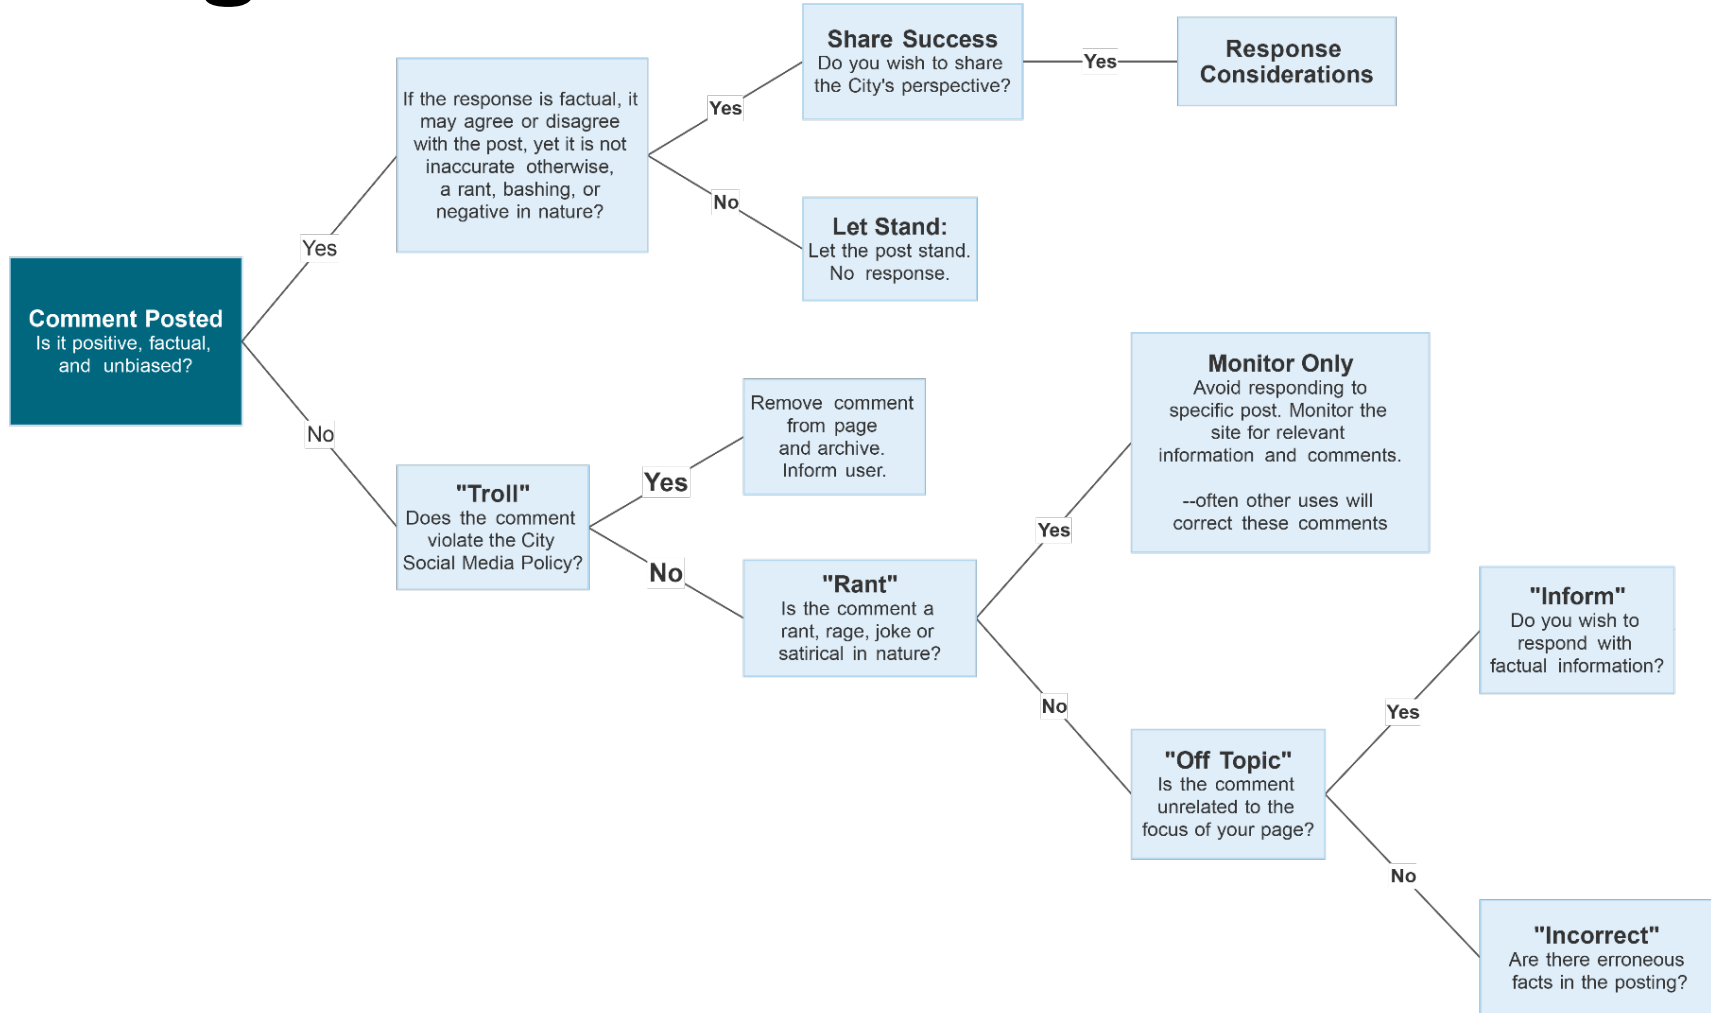 Comment Posted
Is it positive, factual,
and unbiased?
Yes
No
If the response is factual, it
may agree or disagree
with the post, yet it is not
inaccurate otherwise,
a rant, bashing, or
negative in nature?
Yes
No
Share Success
Do you wish to share
the City's perspective?
Yes
Response
Considerations
Let Stand:
Let the post stand.
No response.
"Troll"
Does the comment
violate the City
Social Media Policy?
Yes
No
Remove comment
from page
and archive.
Inform user.
"Rant"
Is the comment a
rant, rage, joke or
satirical in nature?
Yes
No
Monitor Only
Avoid responding to
specific post. Monitor the
site for relevant
information and comments.
--often other uses will
correct these comments
"Off Topic"
Is the comment
unrelated to the
focus of your page?
Yes
No
"Inform"
Do you wish to
respond with
factual information?
"Incorrect"
Are there erroneous
facts in the posting?